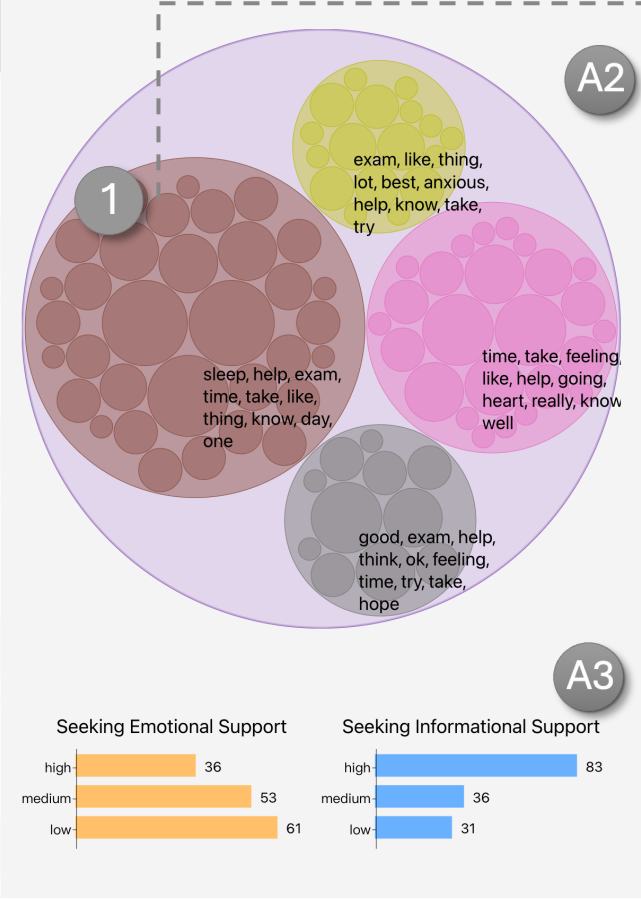 A2
exam, like, thing,
lot, best, anxious,
help, know, take,
try
1
time, take, feeling,
like, help, going,
heart, really, know
well
sleep, help, exam,
time, take, like,
thing, know, day,
one
good, exam, help,
think, ok, feeling,
time, try, take,
hope
A3
Seeking Emotional Support
high 36
medium 53
low 61
Seeking Informational Support
high 83
medium 36
low 31